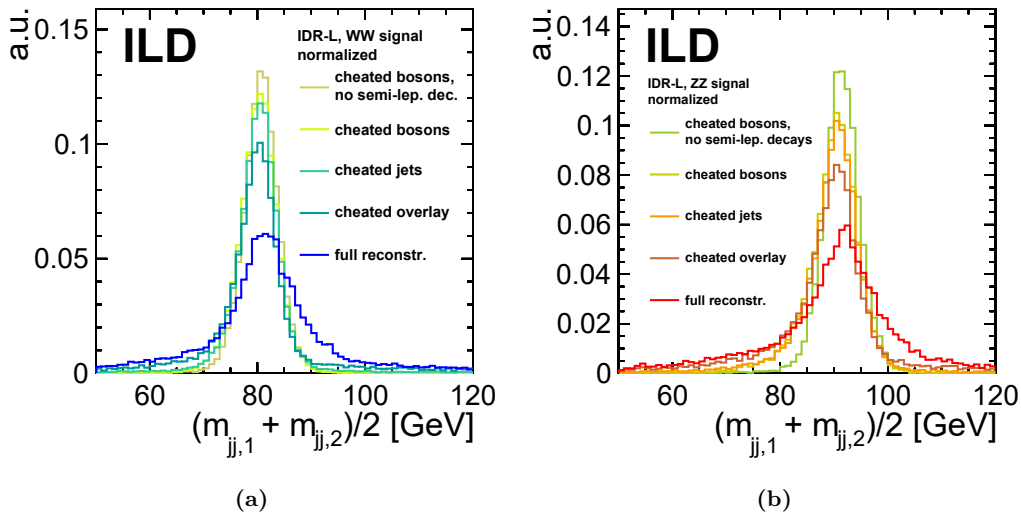 a.u.
0.15
0.1
0.05
0
ILD
IDR-L, WW signal
normalized
cheated bosons,
no semi-lep. dec.
cheated bosons
cheated jets
cheated overlay
full reconstr.
60 80 100 120
(m_jj,1 + m_jj,2)/2 [GeV]
(a)
a.u.
0.14
0.12
0.1
0.08
0.06
0.04
0.02
0
ILD
IDR-L, ZZ signal
normalized
cheated bosons,
no semi-lep. decays
cheated bosons
cheated jets
cheated overlay
full reconstr.
60 80 100 120
(m_jj,1 + m_jj,2)/2 [GeV]
(b)